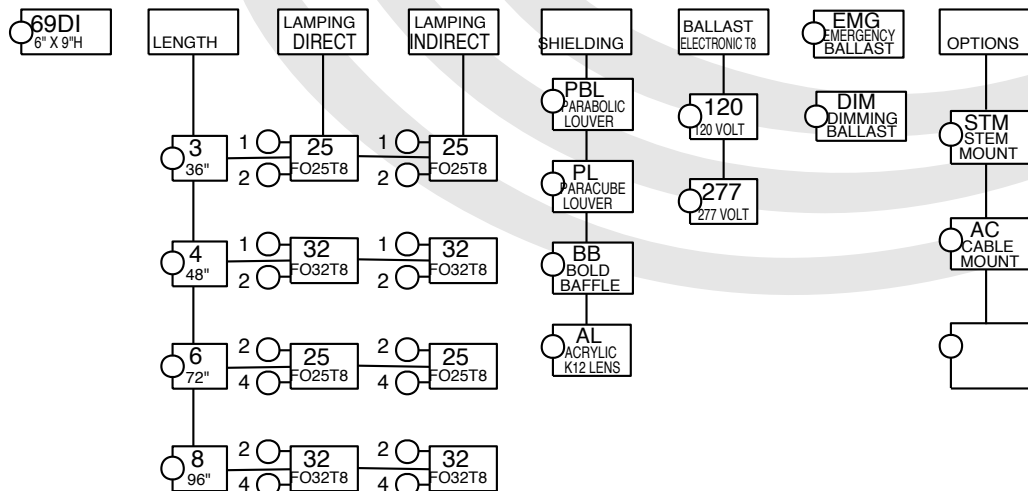 69DI
6" X 9"H
LENGTH
LAMPING
DIRECT
LAMPING
INDIRECT
SHIELDING
BALLAST
ELECTRONIC T8
EMG
EMERGENCY
BALLAST
OPTIONS
PBL
PARABOLIC
LOUVER
120
120 VOLT
DIM
DIMMING
BALLAST
STM
STEM
MOUNT
3
36"
1
2
25
FO25T8
1
2
25
FO25T8
PL
PARACUBE
LOUVER
277
277 VOLT
4
48"
1
2
32
FO32T8
1
2
32
FO32T8
BB
BOLD
BAFFLE
AC
CABLE
MOUNT
6
72"
2
4
25
FO25T8
2
4
25
FO25T8
AL
ACRYLIC
K12 LENS
8
96"
2
4
32
FO32T8
2
4
32
FO32T8